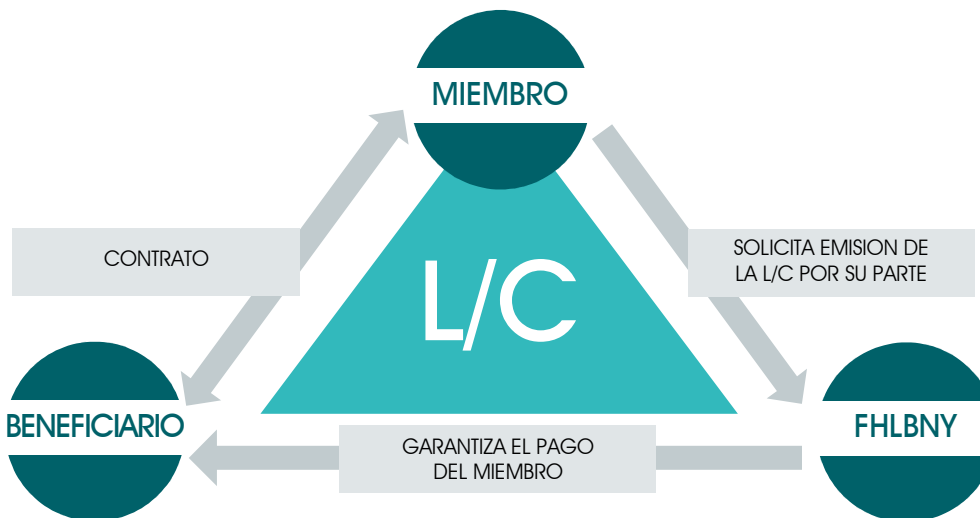 MIEMBRO
CONTRATO
SOLICITA EMISION DE
LA L/C POR SU PARTE
L/C
BENEFICIARIO
FHLBNY
GARANTIZA EL PAGO
DEL MIEMBRO